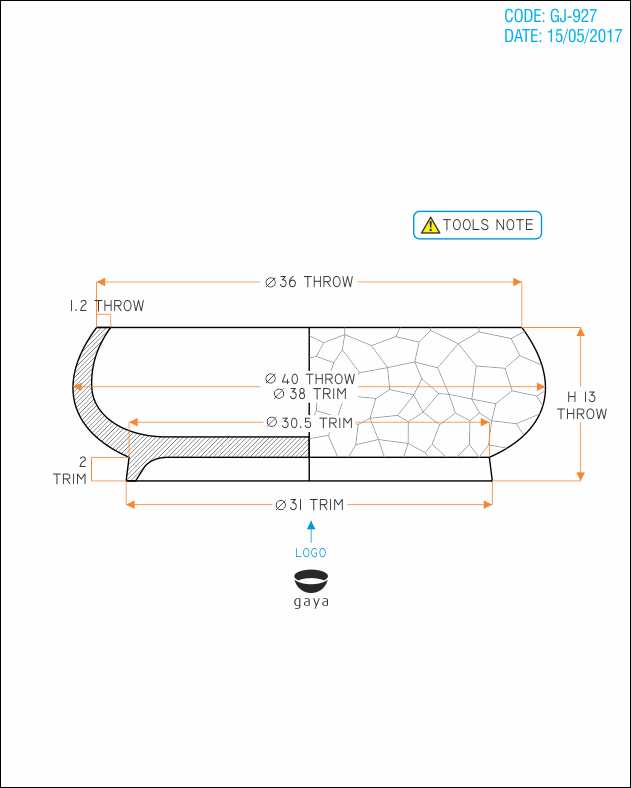 CODE: GJ-927
DATE: 15/05/2017
TOOLS NOTE
Ø 36 THROW
1.2 THROW
Ø 40 THROW
Ø 38 TRIM
H 13
THROW
Ø 30.5 TRIM
2
TRIM
Ø 31 TRIM
LOGO
gaya